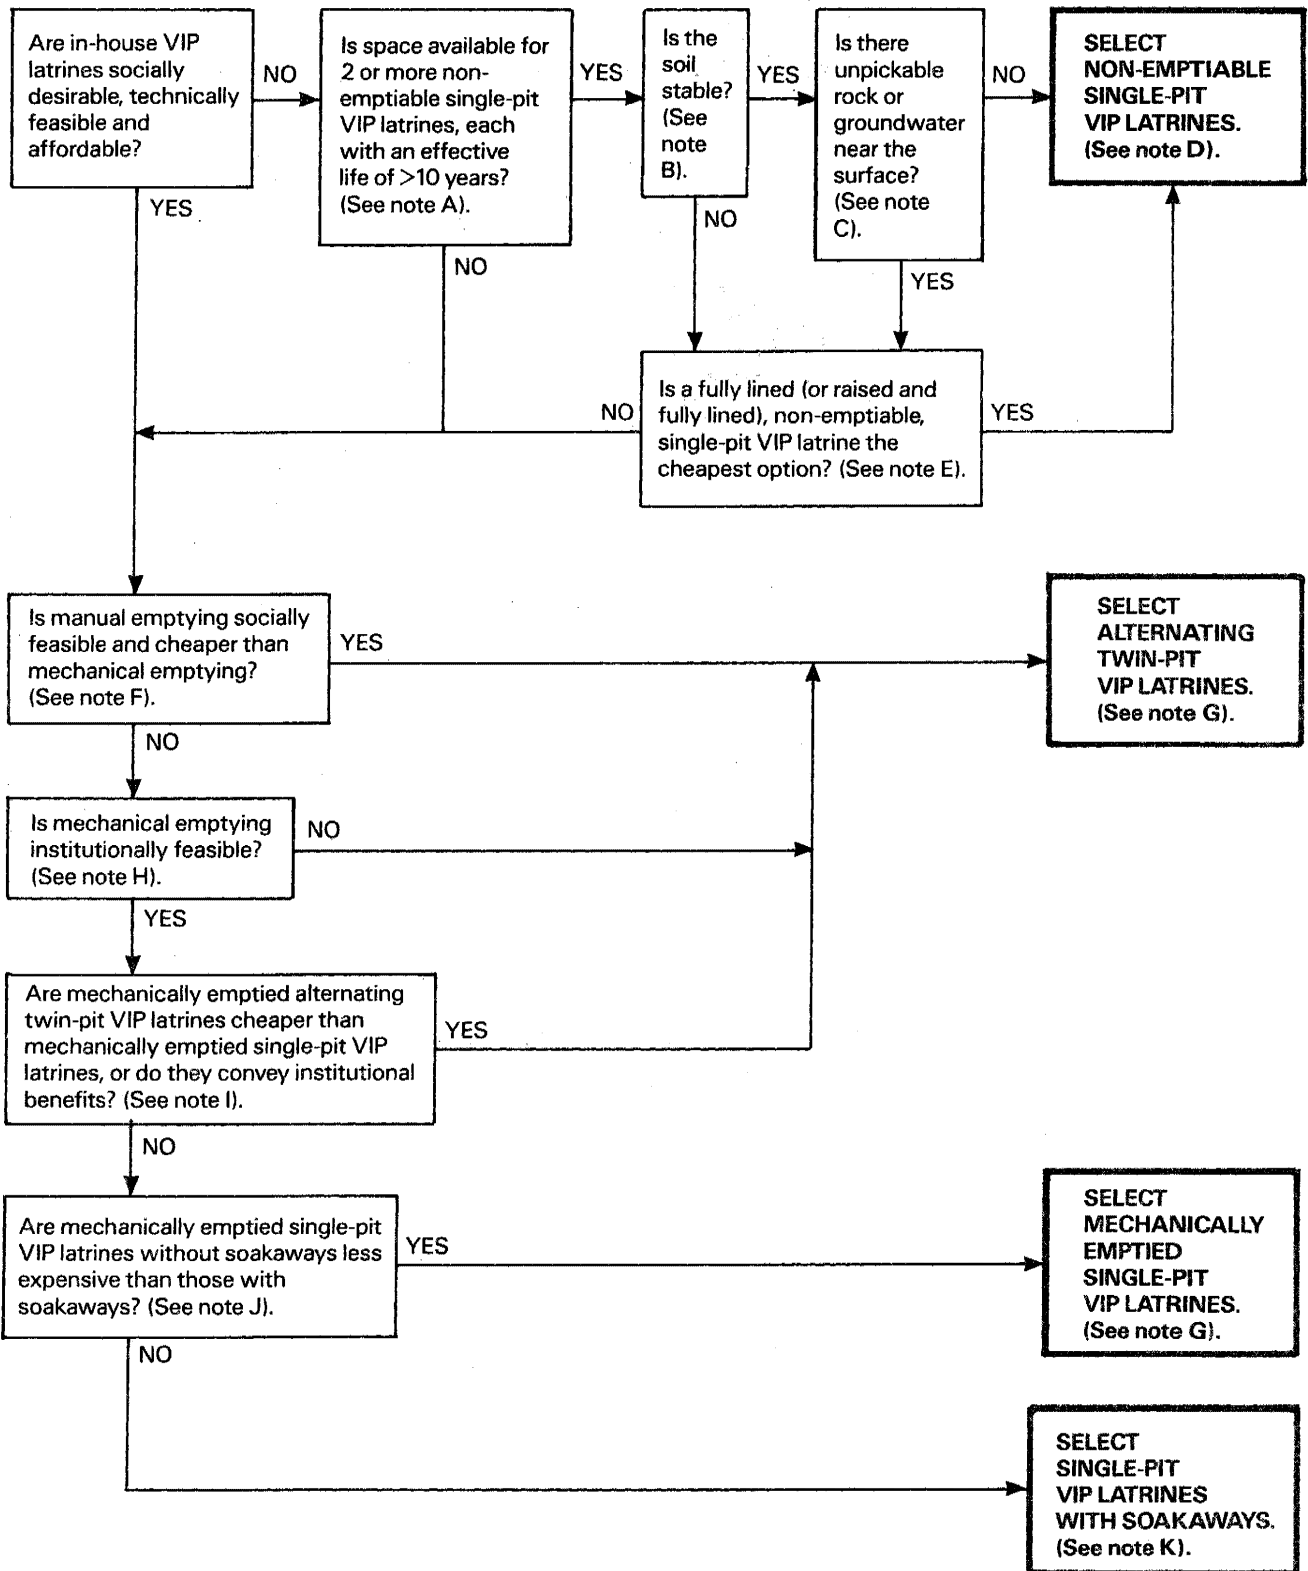 Are in-house VIP
latrines socially
desirable, technically
feasible and
affordable?
NO
YES
Is space available for
2 or more non-
emptiable single-pit
VIP latrines, each
with an effective
life of >10 years?
(See note A).
YES
NO
Is the
soil
stable?
(See
note
B).
YES
NO
Is there
unpickable
rock or
groundwater
near the
surface?
(See note
C).
NO
YES
SELECT
NON-EMPTIABLE
SINGLE-PIT
VIP LATRINES.
(See note D).
Is a fully lined (or raised and
fully lined), non-emptiable,
single-pit VIP latrine the
cheapest option? (See note E).
NO
YES
Is manual emptying socially
feasible and cheaper than
mechanical emptying?
(See note F).
YES
NO
SELECT
ALTERNATING
TWIN-PIT
VIP LATRINES.
(See note G).
Is mechanical emptying
institutionally feasible?
(See note H).
NO
YES
Are mechanically emptied alternating
twin-pit VIP latrines cheaper than
mechanically emptied single-pit VIP
latrines, or do they convey institutional
benefits? (See note I).
YES
NO
Are mechanically emptied single-pit
VIP latrines without soakaways less
expensive than those with
soakaways? (See note J).
YES
NO
SELECT
MECHANICALLY
EMPTIED
SINGLE-PIT
VIP LATRINES.
(See note G).
SELECT
SINGLE-PIT
VIP LATRINES
WITH SOAKAWAYS.
(See note K).